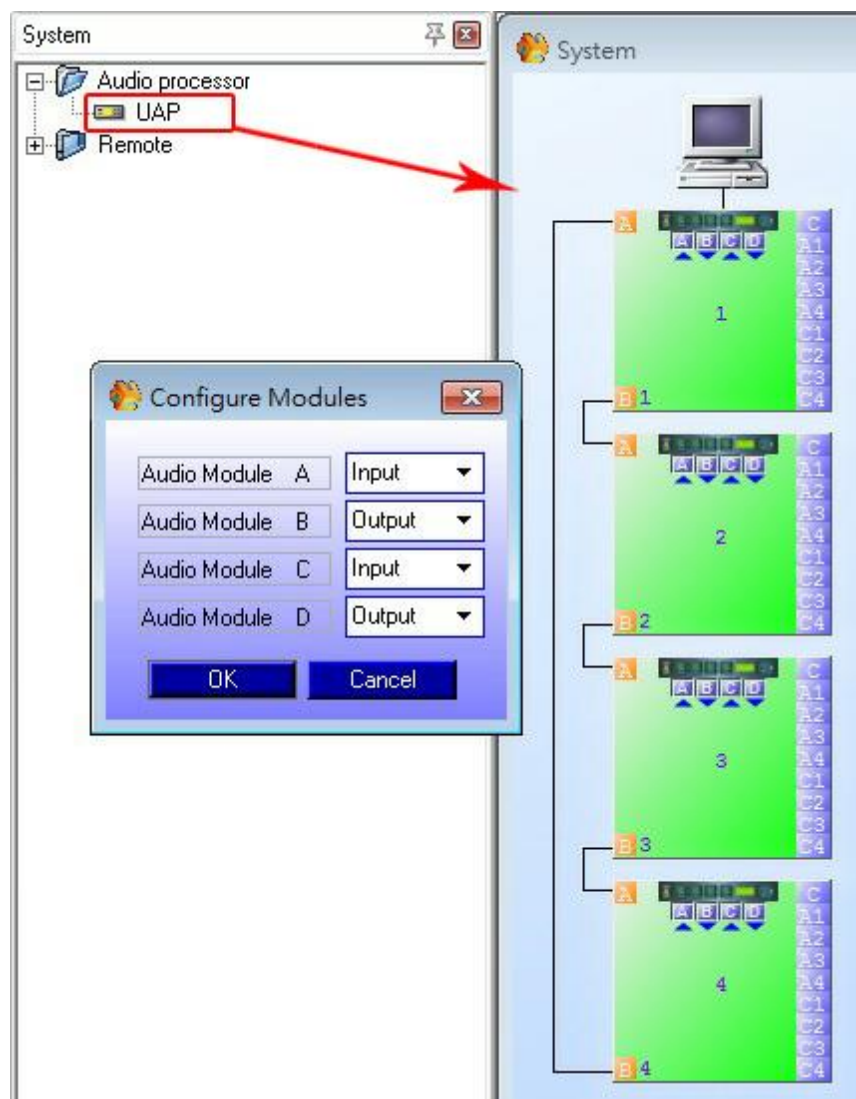 System
Audio processor
UAP
Remote
System
A
C
A B C D
A1
A2
A3
1
A4
C1
C2
C3
B 1
C4
A
C
A B C D
A1
A2
A3
2
A4
C1
C2
C3
B 2
C4
A
C
A B C D
A1
A2
A3
3
A4
C1
C2
C3
B 3
C4
A
C
A B C D
A1
A2
A3
4
A4
C1
C2
C3
B 4
C4
Configure Modules
Audio Module A Input
Audio Module B Output
Audio Module C Input
Audio Module D Output
OK Cancel